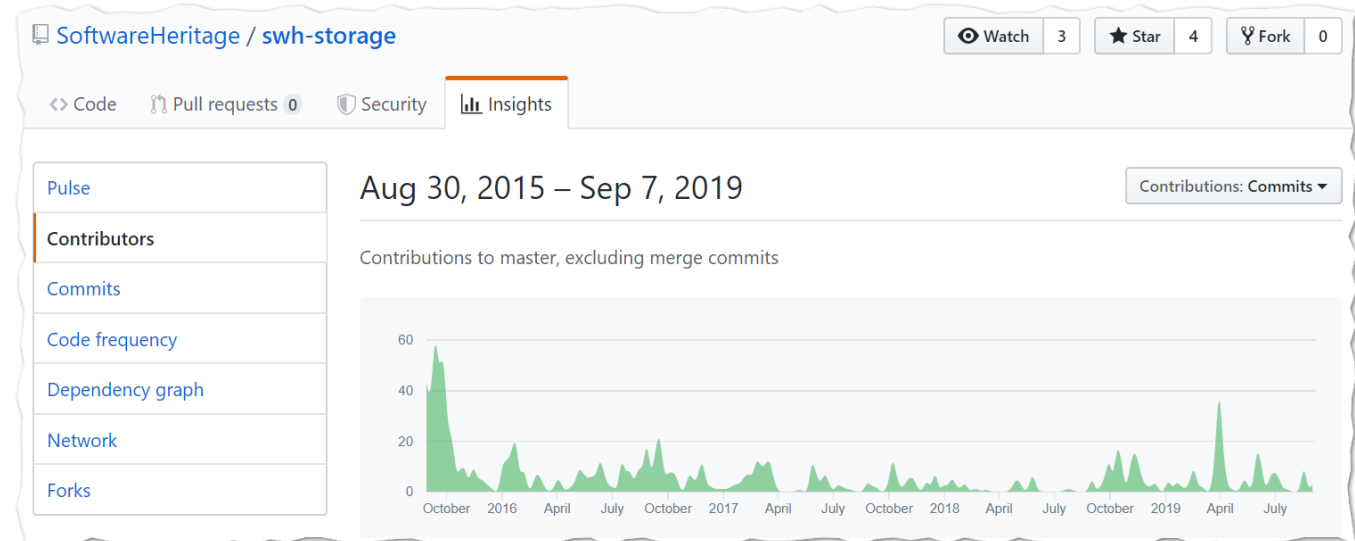 SoftwareHeritage / swh-storage
Watch 3 Star 4 Fork 0
Code Pull requests 0 Security Insights
Pulse
Contributors
Commits
Code frequency
Dependency graph
Network
Forks
Aug 30, 2015 – Sep 7, 2019
Contributions: Commits
Contributions to master, excluding merge commits
60
40
20
0
October 2016 April July October 2017 April July October 2018 April July October 2019 April July